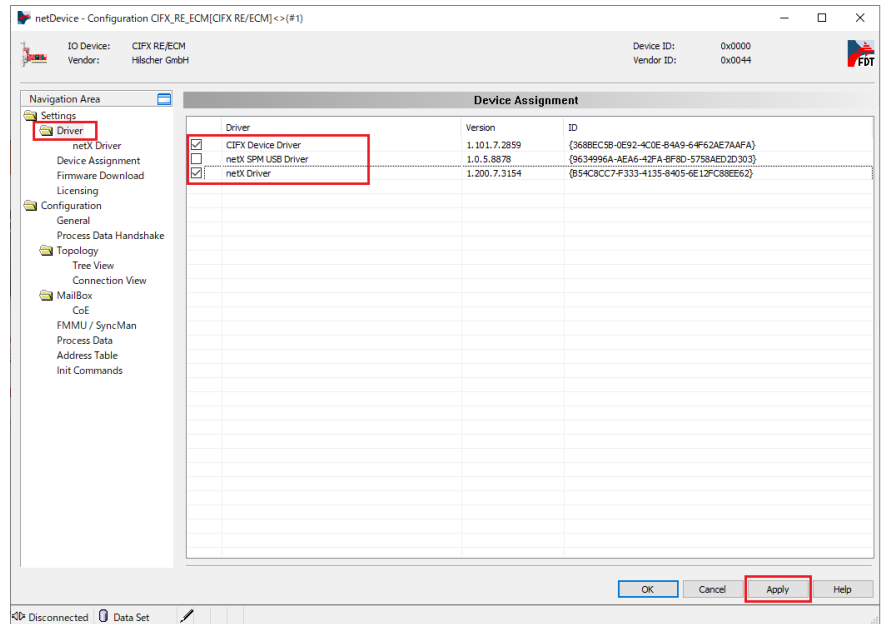 netDevice - Configuration CIFX_RE_ECM[CIFX RE/ECM]<>(#1)
IO Device: CIFX RE/ECM Device ID: 0x0000
Vendor: Hilscher GmbH Vendor ID: 0x0044
FDT
Navigation Area
Device Assignment
Settings
Driver
netX Driver
Device Assignment
Firmware Download
Licensing
Configuration
General
Process Data Handshake
Topology
Tree View
Connection View
MailBox
CoE
FMMU / SyncMan
Process Data
Address Table
Init Commands
Driver Version ID
CIFX Device Driver 1.101.7.2859 {368BEC5B-0E92-4C0E-B4A9-64F62AE7AAFA}
netX SPM USB Driver 1.0.5.8878 {9634996A-AEA6-42FA-BF8D-5758AED2D303}
netX Driver 1.200.7.3154 {B54C8CC7-F333-4135-8405-6E12FC88EE62}
OK Cancel Apply Help
Disconnected Data Set